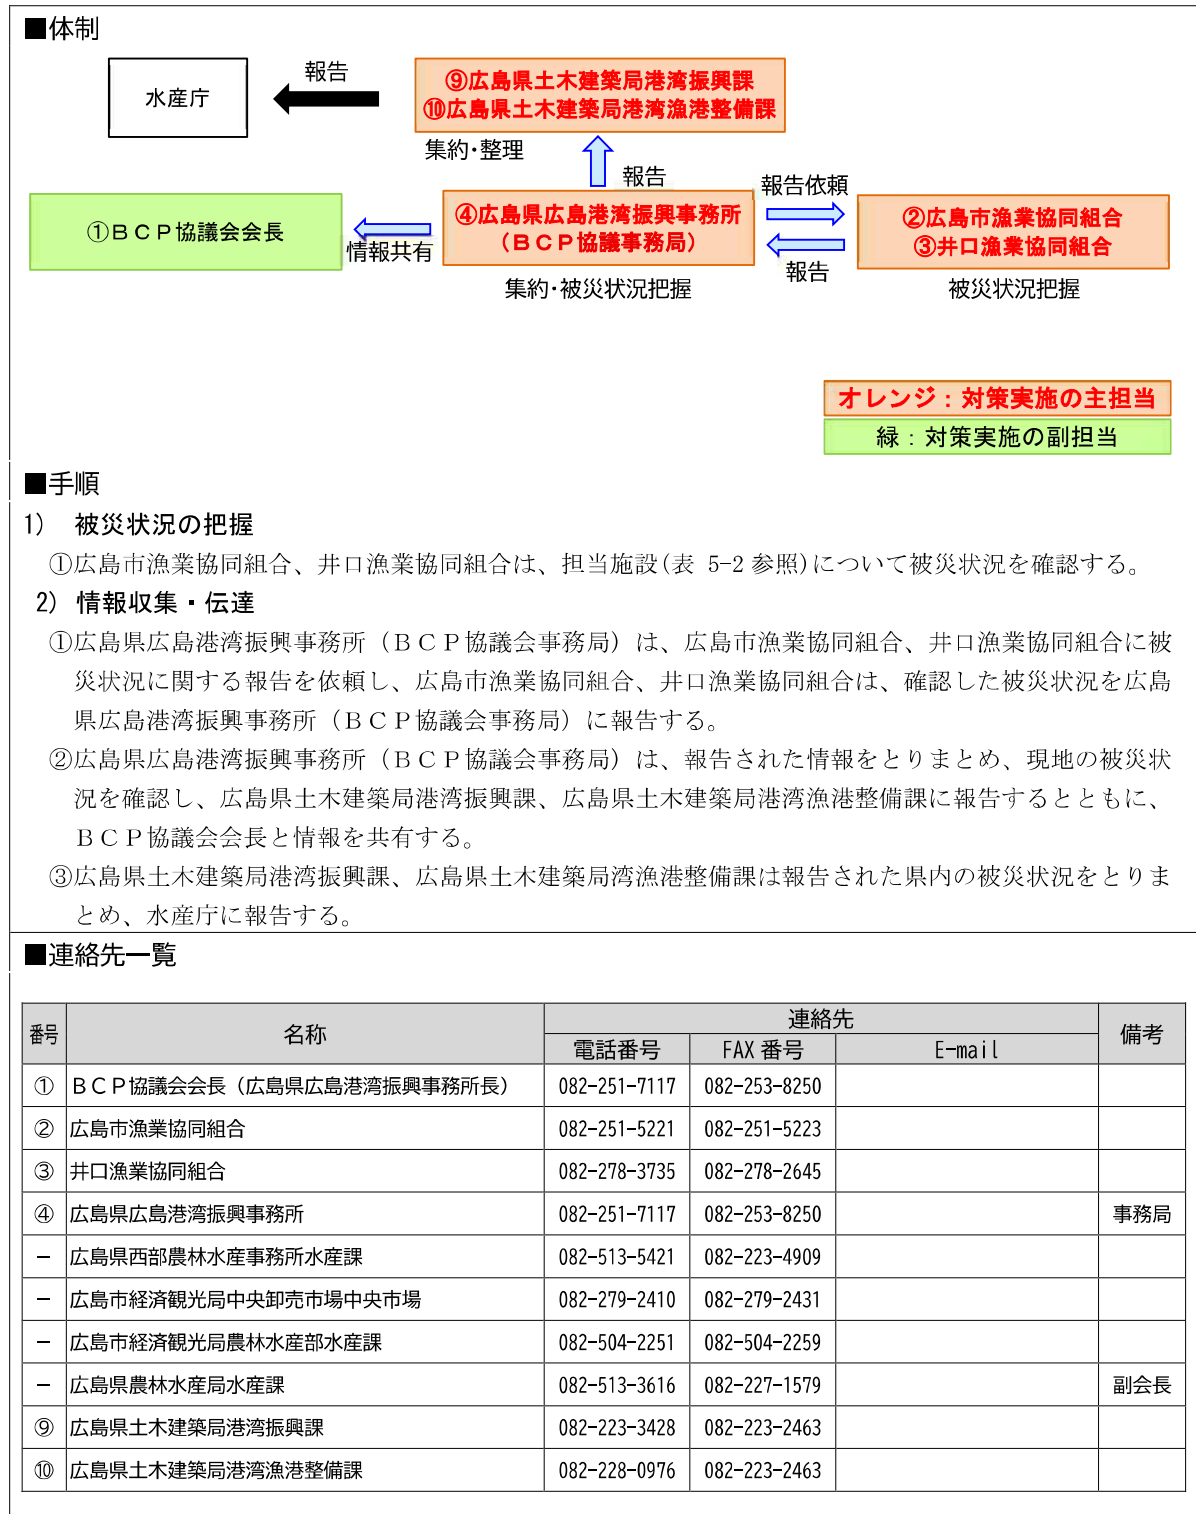 ■体制
報告
水産庁
⑨広島県土木建築局港湾振興課
⑩広島県土木建築局港湾漁港整備課
集約・整理
報告
報告依頼
①ＢＣＰ協議会会長
情報共有
④広島県広島港湾振興事務所
（ＢＣＰ協議事務局）
②広島市漁業協同組合
③井口漁業協同組合
報告
集約・被災状況把握
被災状況把握
オレンジ：対策実施の主担当
緑：対策実施の副担当
■手順
1) 被災状況の把握
①広島市漁業協同組合、井口漁業協同組合は、担当施設(表 5-2 参照)について被災状況を確認する。
2) 情報収集・伝達
①広島県広島港湾振興事務所（ＢＣＰ協議会事務局）は、広島市漁業協同組合、井口漁業協同組合に被
災状況に関する報告を依頼し、広島市漁業協同組合、井口漁業協同組合は、確認した被災状況を広島
県広島港湾振興事務所（ＢＣＰ協議会事務局）に報告する。
②広島県広島港湾振興事務所（ＢＣＰ協議会事務局）は、報告された情報をとりまとめ、現地の被災状
況を確認し、広島県土木建築局港湾振興課、広島県土木建築局港湾漁港整備課に報告するとともに、
ＢＣＰ協議会会長と情報を共有する。
③広島県土木建築局港湾振興課、広島県土木建築局湾漁港整備課は報告された県内の被災状況をとりま
とめ、水産庁に報告する。
■連絡先一覧
番号 名称 連絡先 備考
電話番号 FAX 番号 E-mail
① ＢＣＰ協議会会長（広島県広島港湾振興事務所長） 082-251-7117 082-253-8250
② 広島市漁業協同組合 082-251-5221 082-251-5223
③ 井口漁業協同組合 082-278-3735 082-278-2645
④ 広島県広島港湾振興事務所 082-251-7117 082-253-8250 事務局
－ 広島県西部農林水産事務所水産課 082-513-5421 082-223-4909
－ 広島市経済観光局中央卸売市場中央市場 082-279-2410 082-279-2431
－ 広島市経済観光局農林水産部水産課 082-504-2251 082-504-2259
－ 広島県農林水産局水産課 082-513-3616 082-227-1579 副会長
⑨ 広島県土木建築局港湾振興課 082-223-3428 082-223-2463
⑩ 広島県土木建築局港湾漁港整備課 082-228-0976 082-223-2463